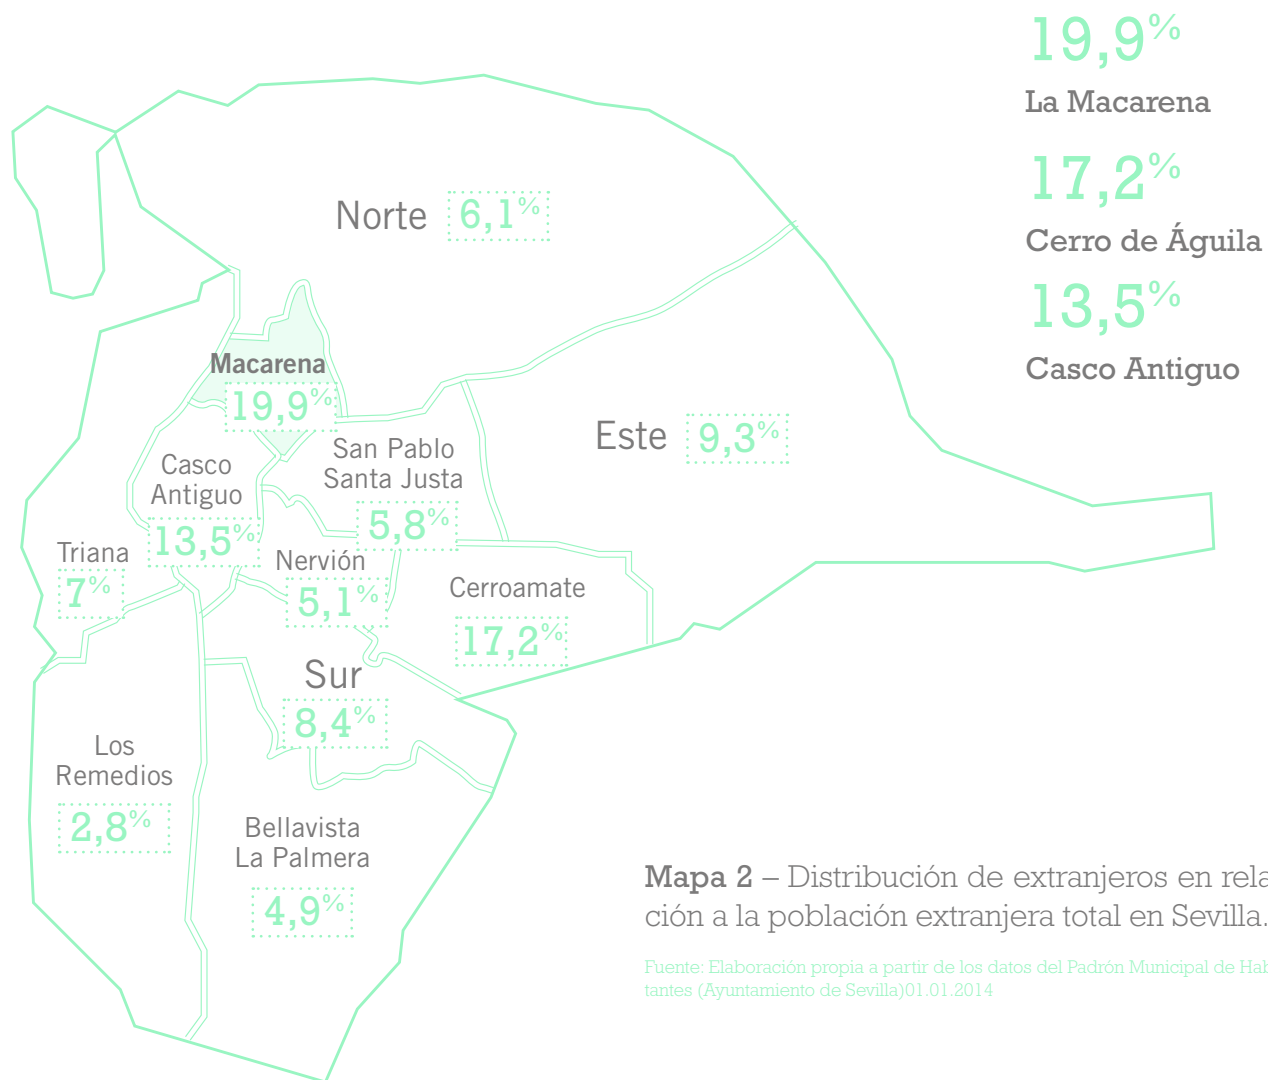 19,9%
La Macarena
17,2%
Cerro de Águila
13,5%
Casco Antiguo
Norte 6,1%
Macarena
19,9%
Este 9,3%
San Pablo
Santa Justa
5,8%
Casco
Antiguo
13,5%
Triana
7%
Nervión
5,1%
Cerroamate
17,2%
Sur
8,4%
Los
Remedios
2,8%
Bellavista
La Palmera
4,9%
Mapa 2 – Distribución de extranjeros en rela
ción a la población extranjera total en Sevilla.
Fuente: Elaboración propia a partir de los datos del Padrón Municipal de Hab
tantes (Ayuntamiento de Sevilla)01.01.2014